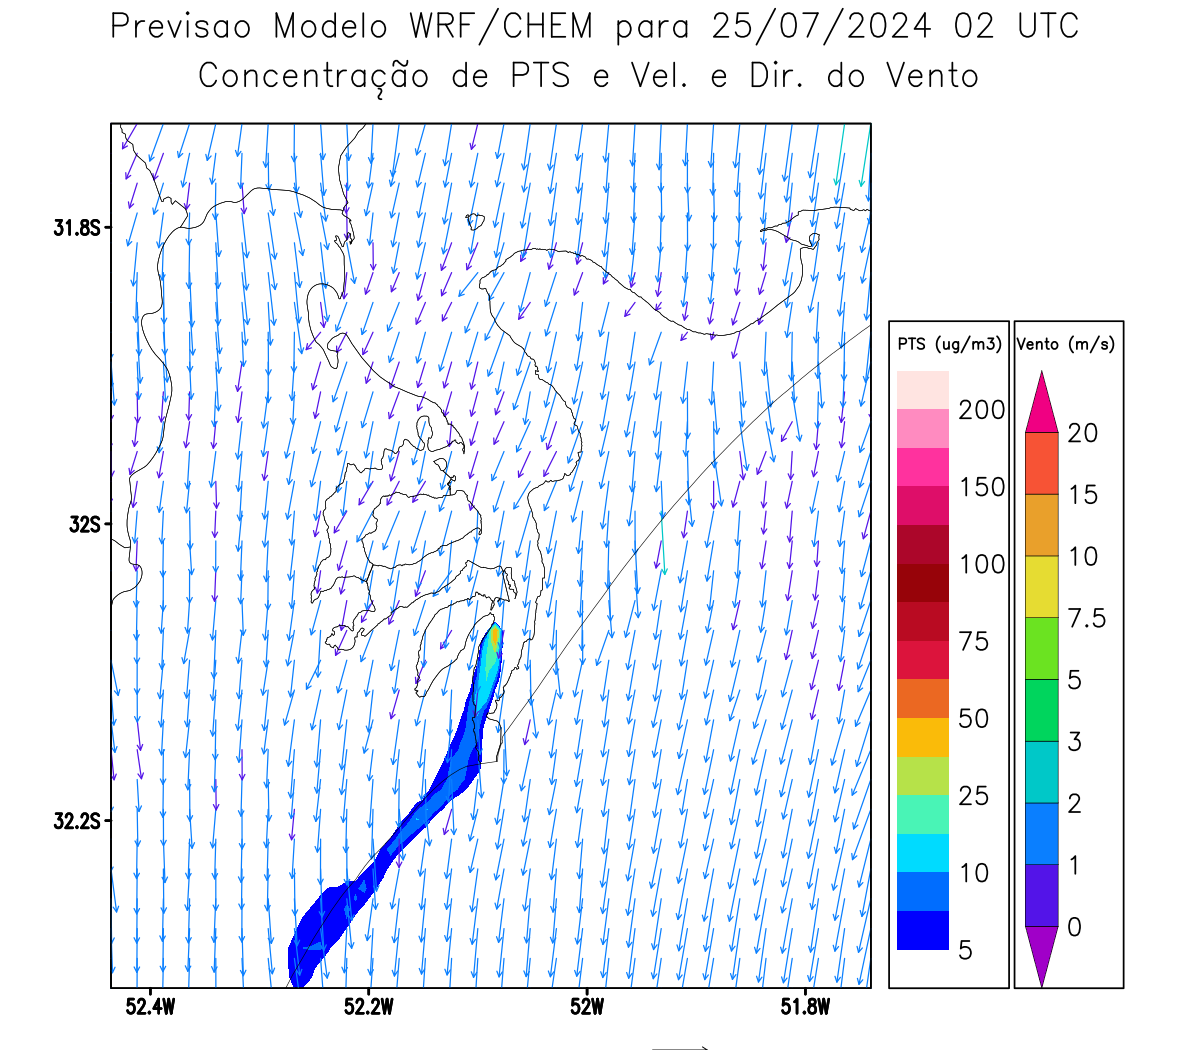 Previsao Modelo WRF/CHEM para 25/07/2024 02 UTC
Concentração de PTS e Vel. e Dir. do Vento
31.8S
32S
32.2S
52.4W
52.2W
52W
51.8W
PTS (ug/m3)
200
150
100
75
50
25
10
5
Vento (m/s)
20
15
10
7.5
5
3
2
1
0